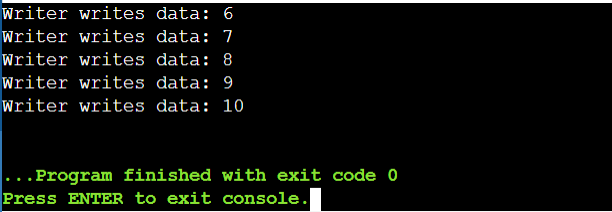 Writer writes data: 6
Writer writes data: 7
Writer writes data: 8
Writer writes data: 9
Writer writes data: 10
...Program finished with exit code 0
Press ENTER to exit console.